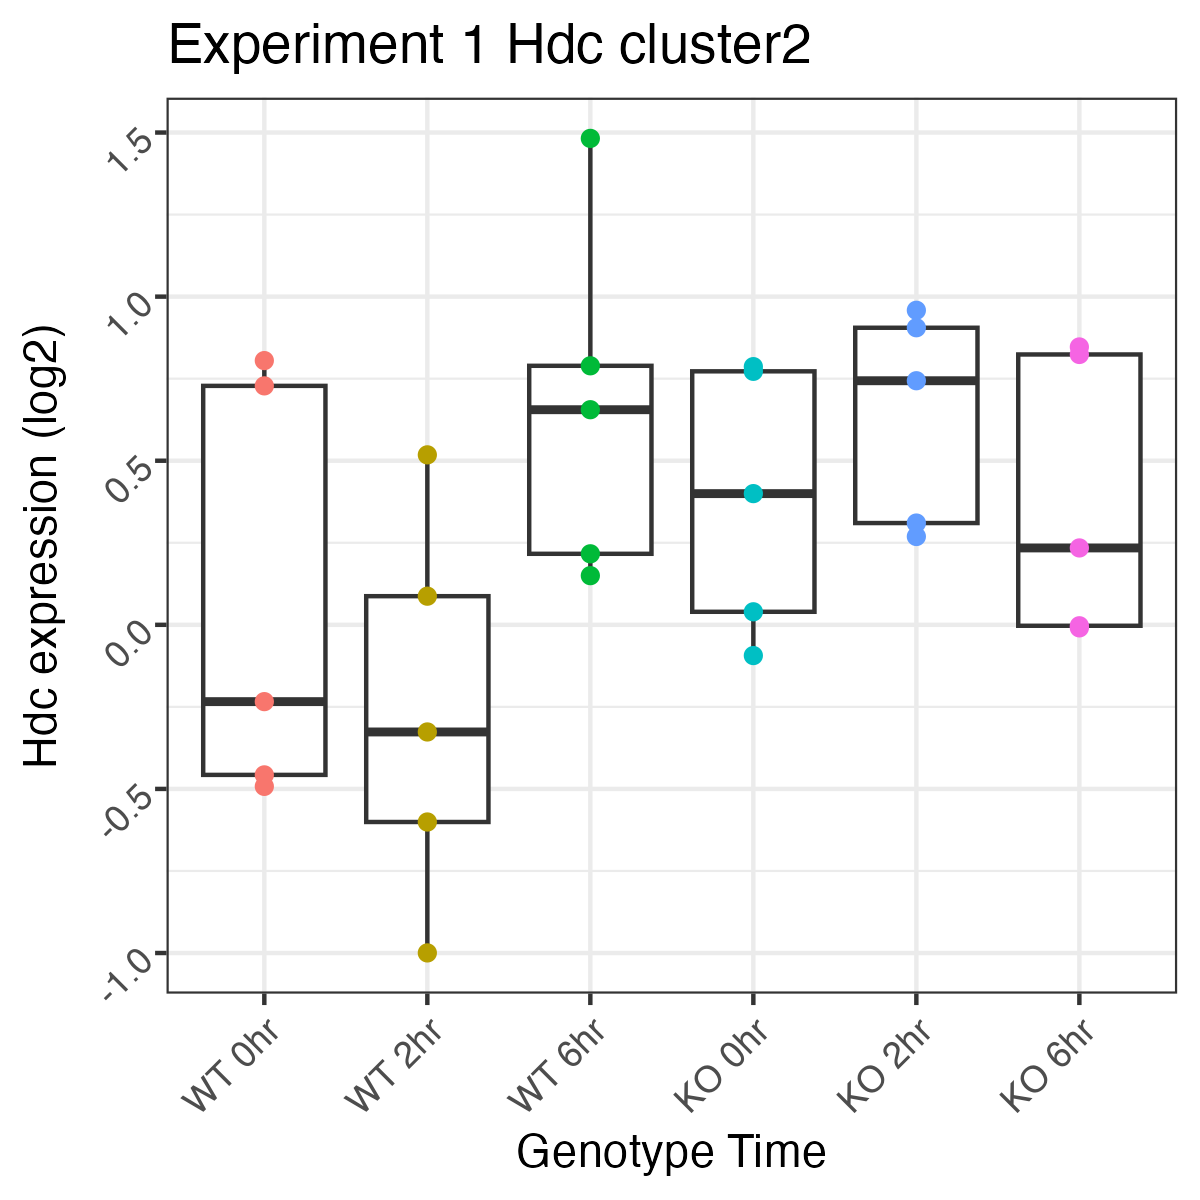 Experiment 1 Hdc cluster2
Hdc expression (log2)
1.5
1.0
0.5
0.0
-0.5
-1.0
WT 0hr
WT 2hr
WT 6hr
KO 0hr
KO 2hr
KO 6hr
Genotype Time